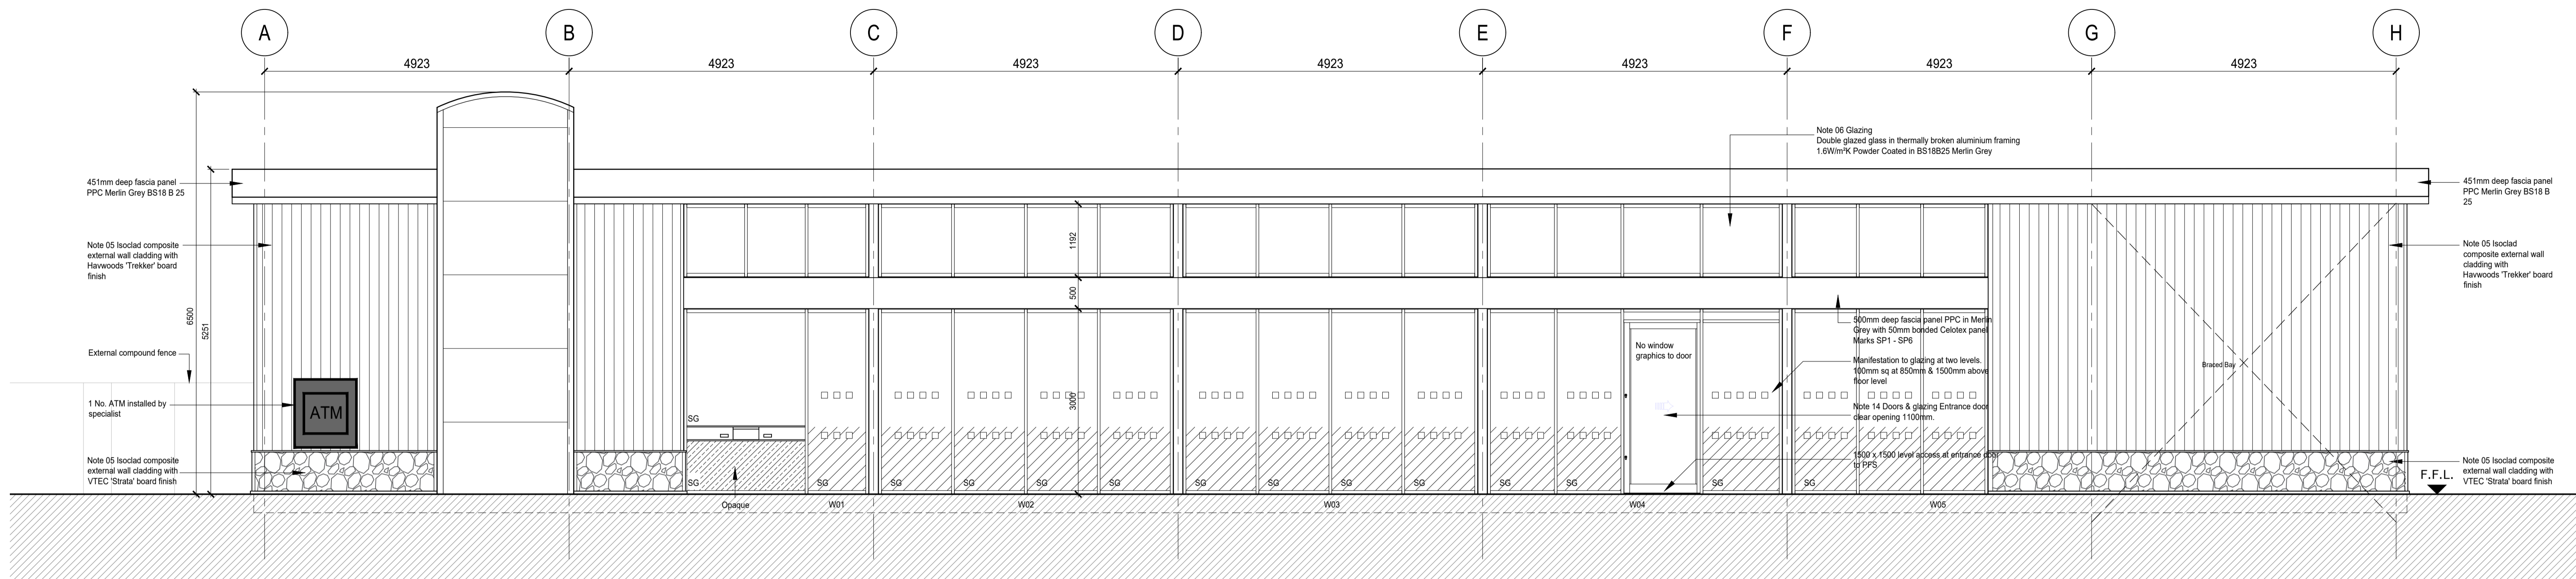 A
B
C
D
E
F
G
H
4923
4923
4923
4923
4923
4923
4923
Note 06 Glazing
Double glazed glass in thermally broken aluminium framing
1.6W/m²K Powder Coated in BS18B25 Merlin Grey
451mm deep fascia panel
PPC Merlin Grey BS18 B 25
451mm deep fascia panel
PPC Merlin Grey BS18 B
25
Note 05 Isoclad composite
external wall cladding with
Havwoods 'Trekker' board
finish
1192
Note 05 Isoclad
composite external wall
cladding with
Havwoods 'Trekker' board
finish
500
6500
5251
500mm deep fascia panel PPC in Merlin
Grey with 50mm bonded Celotex panel
Marks SP1 - SP6
External compound fence
No window
graphics to door
Manifestation to glazing at two levels.
100mm sq at 850mm & 1500mm above
floor level
Braced Bay
1 No. ATM installed by
specialist
ATM
3000
Note 14 Doors & glazing Entrance door
clear opening 1100mm.
SG
Note 05 Isoclad composite
external wall cladding with
VTEC 'Strata' board finish
1500 x 1500 level access at entrance door
to PFS
Note 05 Isoclad composite
external wall cladding with
VTEC 'Strata' board finish
F.F.L.
SG
SG
SG
SG
SG
SG
SG
SG
SG
SG
SG
SG
SG
SG
Opaque
W01
W02
W03
W04
W05